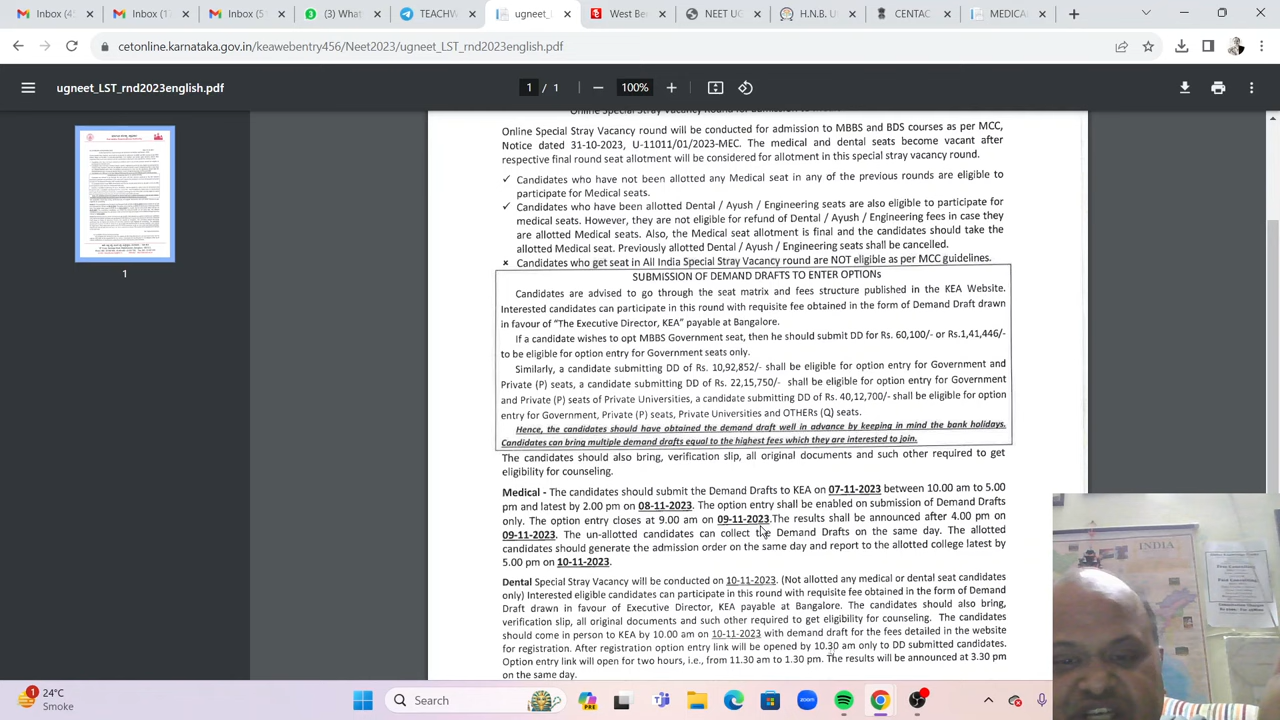 Inbox (4
Inbox (17
Inbox (5
(3) What
TEACHW
ugneet_
West Be
NEET UC
H.N.B. U
CENTAC
MEDICAL
cetonline.karnataka.gov.in/keawebentry456/Neet2023/ugneet_LST_rnd2023english.pdf
ugneet_LST_rnd2023english.pdf
1 / 1
100%
1
Online Special Stray Vacancy round will be conducted for admission to MBBS and BDS courses as per MCC,
Notice dated 31-10-2023, U-11011/01/2023-MEC. The medical and dental seats become vacant after
respective final round seat allotment will be considered for allotment in this special stray vacancy round.
✓ Candidates who have not been allotted any Medical seat in any of the previous rounds are eligible to
participate for Medical seats.
✓ Candidates who have been allotted Dental / Ayush / Engineering seats are also eligible to participate for
medical seats. However, they are not eligible for refund of Dental / Ayush / Engineering fees in case they
are allotted Medical seats. Also, the Medical seat allotment is final and the candidates should take the
allotted Medical seat. Previously allotted Dental / Ayush / Engineering seats shall be cancelled.
× Candidates who get seat in All India Special Stray Vacancy round are NOT eligible as per MCC guidelines.
SUBMISSION OF DEMAND DRAFTS TO ENTER OPTIONs
Candidates are advised to go through the seat matrix and fees structure published in the KEA Website.
Interested candidates can participate in this round with requisite fee obtained in the form of Demand Draft drawn
in favour of “The Executive Director, KEA” payable at Bangalore.
If a candidate wishes to opt MBBS Government seat, then he should submit DD for Rs. 60,100/- or Rs.1,41,446/-
to be eligible for option entry for Government seats only.
Similarly, a candidate submitting DD of Rs. 10,92,852/- shall be eligible for option entry for Government and
Private (P) seats, a candidate submitting DD of Rs. 22,15,750/- shall be eligible for option entry for Government
and Private (P) seats of Private Universities, a candidate submitting DD of Rs. 40,12,700/- shall be eligible for option
entry for Government, Private (P) seats, Private Universities and OTHERs (Q) seats.
Hence, the candidates should have obtained the demand draft well in advance by keeping in mind the bank holidays.
Candidates can bring multiple demand drafts equal to the highest fees which they are interested to join.
The candidates should also bring, verification slip, all original documents and such other required to get
eligibility for counseling.
Medical - The candidates should submit the Demand Drafts to KEA on 07-11-2023 between 10.00 am to 5.00
pm and latest by 2.00 pm on 08-11-2023. The option entry shall be enabled on submission of Demand Drafts
only. The option entry closes at 9.00 am on 09-11-2023.The results shall be announced after 4.00 pm on
09-11-2023. The un-allotted candidates can collect the Demand Drafts on the same day. The allotted
candidates should generate the admission order on the same day and report to the allotted college latest by
5.00 pm on 10-11-2023.
Dental Special Stray Vacancy will be conducted on 10-11-2023. (Not allotted any medical or dental seat candidates
only) Interested eligible candidates can participate in this round with requisite fee obtained in the form of Demand
Draft drawn in favour of Executive Director, KEA payable at Bangalore. The candidates should also bring,
verification slip, all original documents and such other required to get eligibility for counseling. The candidates
should come in person to KEA by 10.00 am on 10-11-2023 with demand draft for the fees detailed in the website
for registration. After registration option entry link will be opened by 10.30 am only to DD submitted candidates.
Option entry link will open for two hours, i.e., from 11.30 am to 1.30 pm. The results will be announced at 3.30 pm
on the same day.
INDIA
1
24°C
Smoke
Search